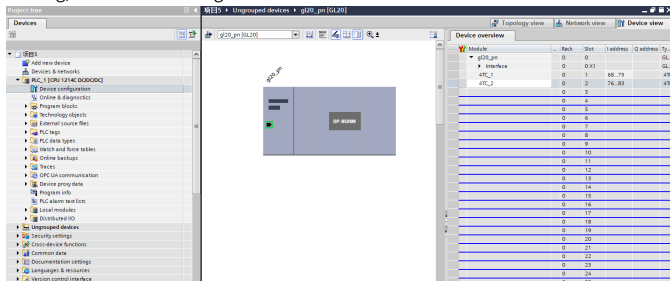 Project tree
项目5 › Ungrouped devices › gl20_pn [GL20]
Devices
Topology view
Network view
Device view
gl20_pn [GL20]
Device overview
Module
... Rack
Slot
I address
Q address
Ty...
项目5
Add new device
Devices & networks
PLC_1 [CPU 1214C DC/DC/DC]
Device configuration
Online & diagnostics
Program blocks
Technology objects
External source files
PLC tags
PLC data types
Watch and force tables
Online backups
Traces
OPC UA communication
Device proxy data
Program info
PLC alarm text lists
Local modules
Distributed I/O
Ungrouped devices
Security settings
Cross-device functions
Common data
Documentation settings
Languages & resources
Version control interface
gl20_pn
DP-NORM
gl20_pn 0 0 GL...
Interface 0 0 X1 GL
4TC_1 0 1 68...75 4T
4TC_2 0 2 76...83 4T
0 3
0 4
0 5
0 6
0 7
0 8
0 9
0 10
0 11
0 12
0 13
0 14
0 15
0 16
0 17
0 18
0 19
0 20
0 21
0 22
0 23
0 24